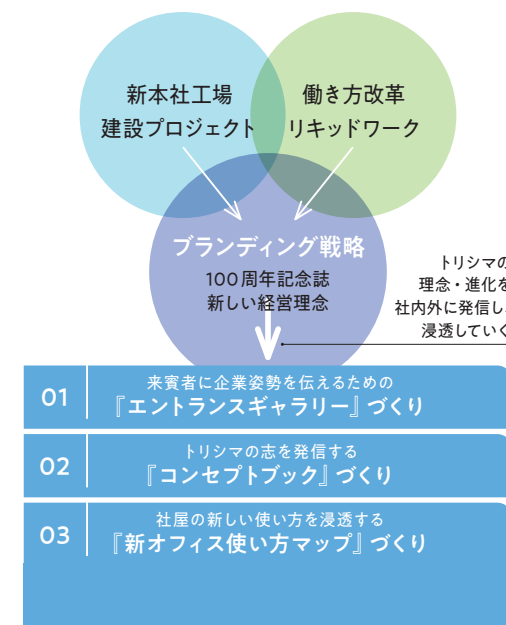 新本社工場
建設プロジェクト
働き方改革
リキッドワーク
ブランディング戦略
100周年記念誌
新しい経営理念
トリシマの
理念・進化を
社内外に発信し
浸透していく
01
来賓者に企業姿勢を伝えるための
『エントランスギャラリー』づくり
02
トリシマの志を発信する
『コンセプトブック』づくり
03
社屋の新しい使い方を浸透する
『新オフィス使い方マップ』づくり